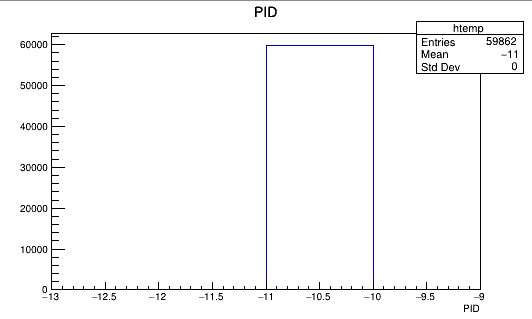 PID
htemp
Entries 59862
Mean −11
Std Dev 0
60000
50000
40000
30000
20000
10000
0
−13 −12.5 −12 −11.5 −11 −10.5 −10 −9.5 −9
PID